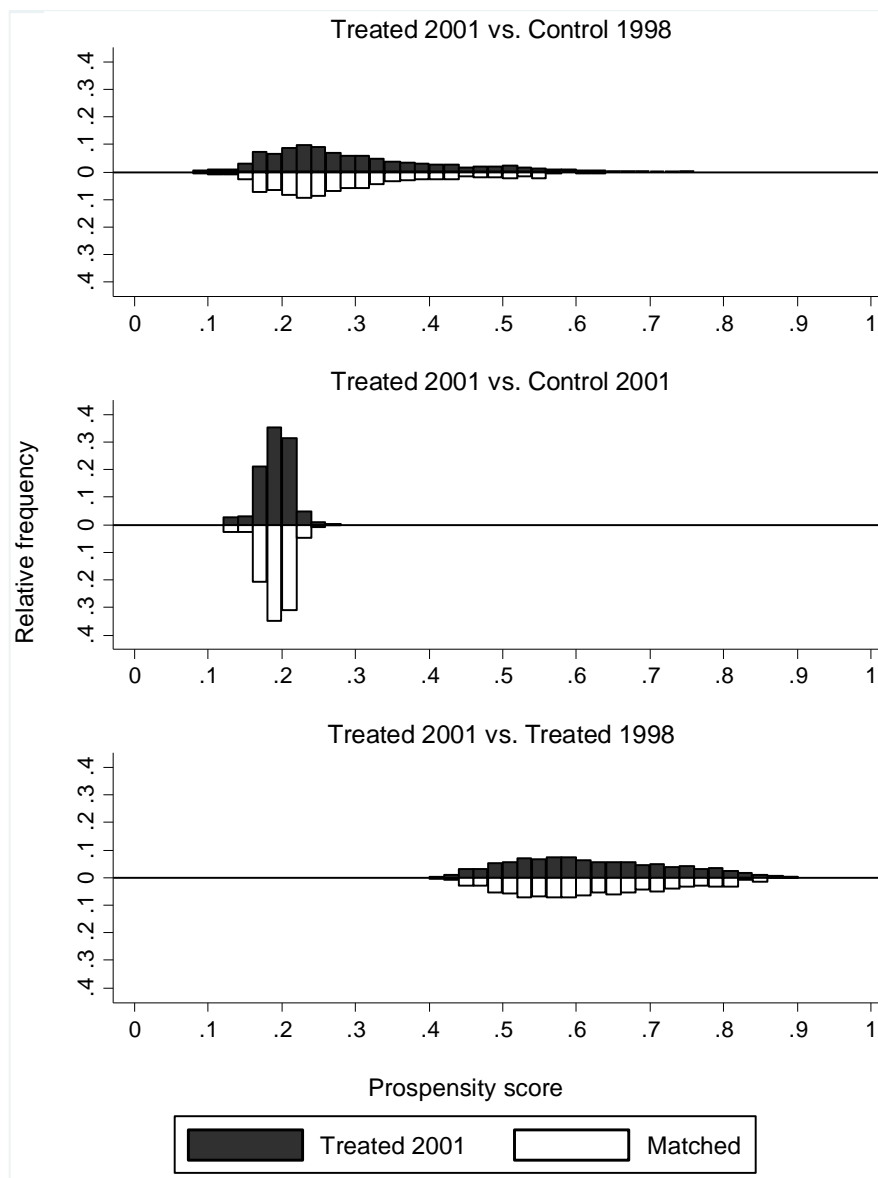 Treated 2001 vs. Control 1998
.4 .3 .2 .1 0 .1 .2 .3 .4
0 .1 .2 .3 .4 .5 .6 .7 .8 .9 1
Treated 2001 vs. Control 2001
.4 .3 .2 .1 0 .1 .2 .3 .4
0 .1 .2 .3 .4 .5 .6 .7 .8 .9 1
Relative frequency
Treated 2001 vs. Treated 1998
.4 .3 .2 .1 0 .1 .2 .3 .4
0 .1 .2 .3 .4 .5 .6 .7 .8 .9 1
Prospensity score
Treated 2001 Matched